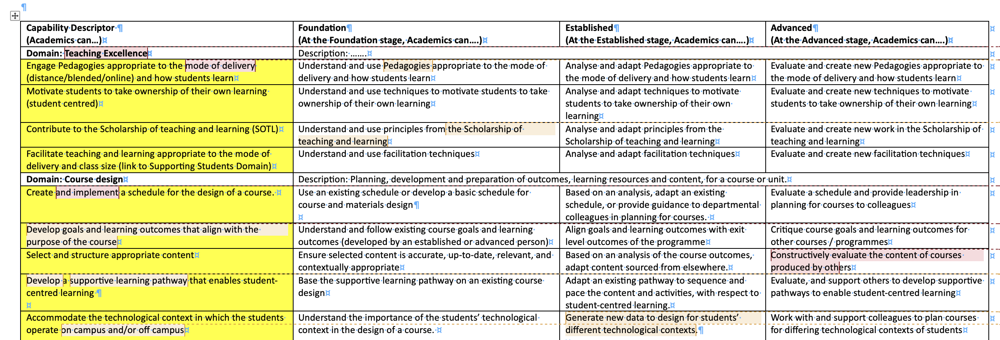 Capability Descriptor
(Academics can…)
Foundation
(At the Foundation stage, Academics can….)
Established
(At the Established stage, Academics can….)
Advanced
(At the Advanced stage, Academics can….)
Domain: Teaching Excellence
Description: …….
Engage Pedagogies appropriate to the mode of delivery
(distance/blended/online) and how students learn
Understand and use Pedagogies appropriate to the mode of
delivery and how students learn
Analyse and adapt Pedagogies appropriate to
the mode of delivery and how students learn
Evaluate and create new Pedagogies appropriate to
the mode of delivery and how students learn
Motivate students to take ownership of their own learning
(student centred)
Understand and use techniques to motivate students to take
ownership of their own learning
Analyse and adapt techniques to motivate
students to take ownership of their own
learning
Evaluate and create new techniques to motivate
students to take ownership of their own learning
Contribute to the Scholarship of teaching and learning (SOTL)
Understand and use principles from the Scholarship of
teaching and learning
Analyse and adapt principles from the
Scholarship of teaching and learning
Evaluate and create new work in the Scholarship of
teaching and learning
Facilitate teaching and learning appropriate to the mode of
delivery and class size (link to Supporting Students Domain)
Understand and use facilitation techniques
Analyse and adapt facilitation techniques
Evaluate and create new facilitation techniques
Domain: Course design
Description: Planning, development and preparation of outcomes, learning resources and content, for a course or unit.
Create and implement a schedule for the design of a course.
Use an existing schedule or develop a basic schedule for
course and materials design
Based on an analysis, adapt an existing
schedule, or provide guidance to departmental
colleagues in planning for courses.
Evaluate a schedule and provide leadership in
planning for courses to colleagues
Develop goals and learning outcomes that align with the
purpose of the course
Understand and follow existing course goals and learning
outcomes (developed by an established or advanced person)
Align goals and learning outcomes with exit
level outcomes of the programme
Critique course goals and learning outcomes for
other courses / programmes
Select and structure appropriate content
Ensure selected content is accurate, up-to-date, relevant, and
contextually appropriate
Based on an analysis of the course outcomes,
adapt content sourced from elsewhere.
Constructively evaluate the content of courses
produced by others
Develop a supportive learning pathway that enables student-
centred learning
Base the supportive learning pathway on an existing course
design
Adapt an existing pathway to sequence and
pace the content and activities, with respect to
student-centred learning.
Evaluate, and support others to develop supportive
pathways to enable student-centred learning
Accommodate the technological context in which the students
operate on campus and/or off campus
Understand the importance of the students’ technological
context in the design of a course.
Generate new data to design for students’
different technological contexts.
Work with and support colleagues to plan courses
for differing technological contexts of students